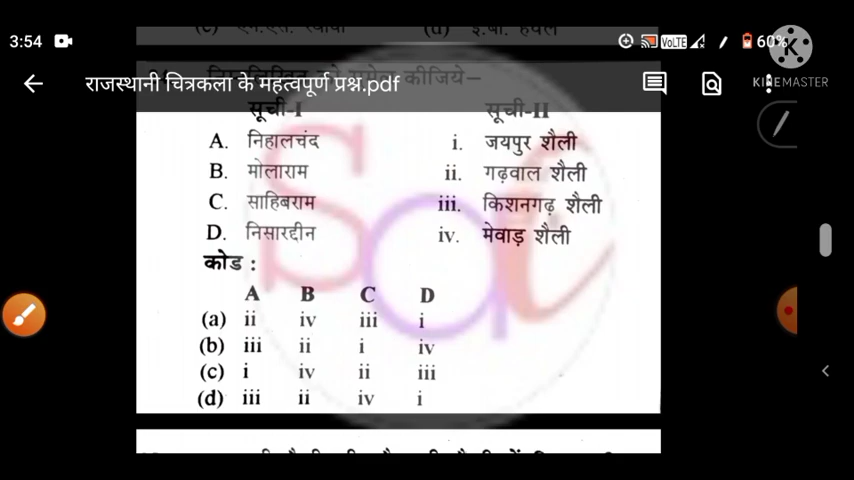 3:54 VoLTE 60%
राजस्थानी चित्रकला के महत्वपूर्ण प्रश्न.pdf
KINEMASTER
सूची-I सूची-II
A. निहालचंद i. जयपुर शैली
B. मोलाराम ii. गढ़वाल शैली
C. साहिबराम iii. किशनगढ़ शैली
D. निसारद्दीन iv. मेवाड़ शैली
कोड :
A B C D
(a) ii iv iii i
(b) iii ii i iv
(c) i iv ii iii
(d) iii ii iv i